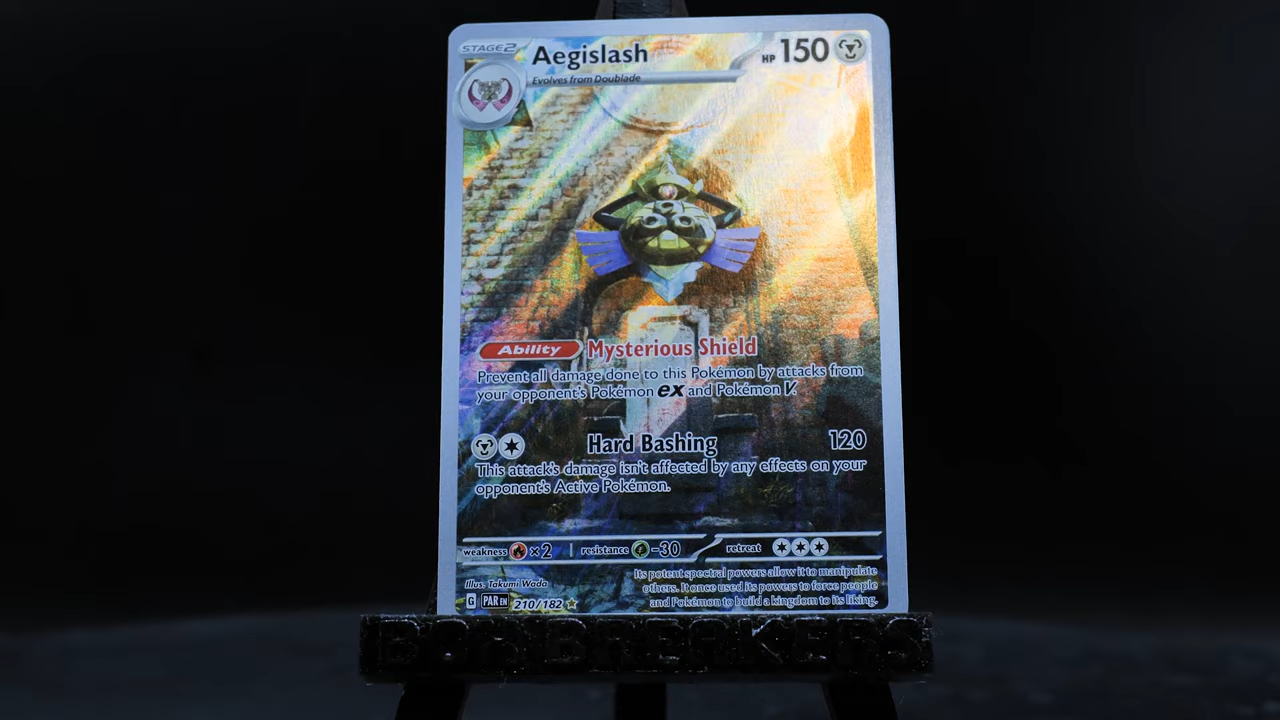 STAGE2 Aegislash HP 150
Evolves from Doublade
Ability Mysterious Shield
Prevent all damage done to this Pokémon by attacks from
your opponent's Pokémon ex and Pokémon V.
Hard Bashing 120
This attack's damage isn't affected by any effects on your
opponent's Active Pokémon.
weakness ×2 resistance -30 retreat
Its potent spectral powers allow it to manipulate
others. It once used its powers to force people
and Pokémon to build a kingdom to its liking.
Illus. Takumi Wada
G PAR EN 210/182
BOXBREAKERS